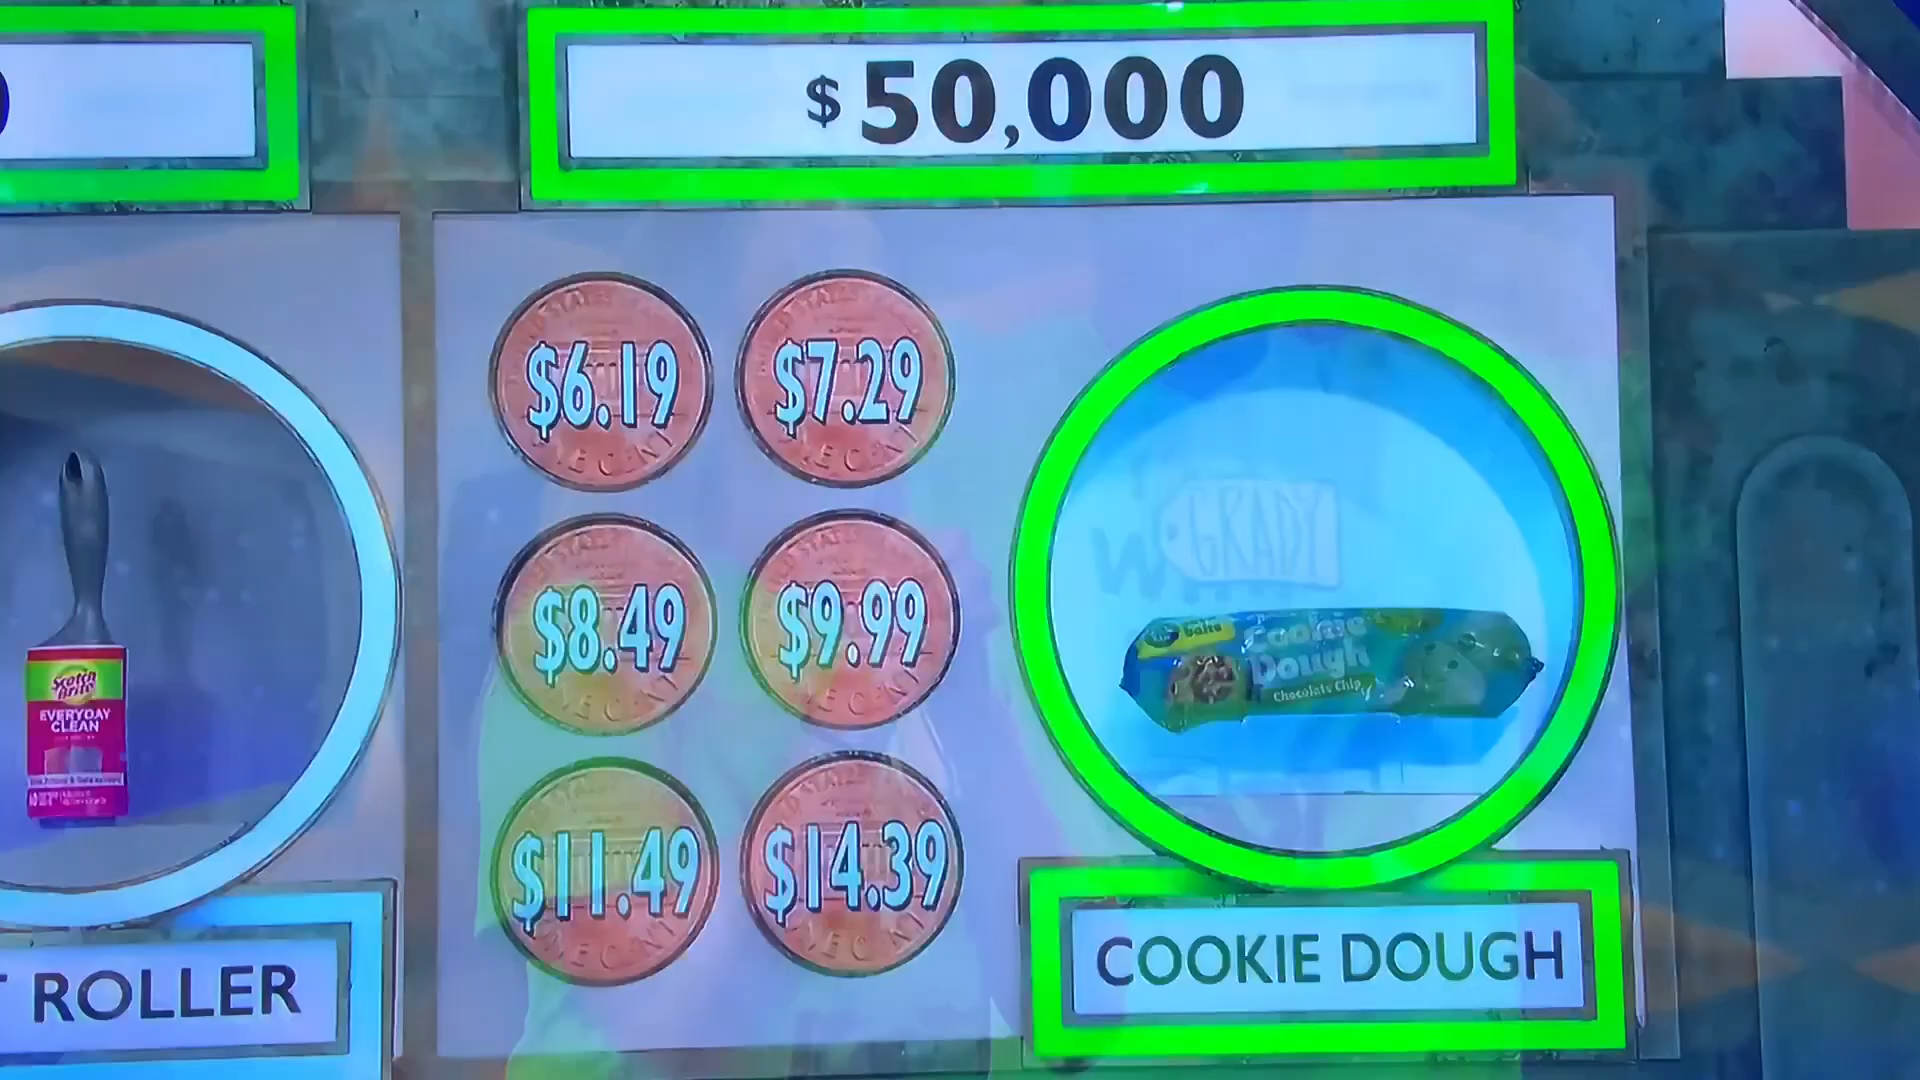 $50,000
$6.19 $7.29
$8.49 $9.99
$11.49 $14.39
GRADY
Cookie
Dough
Chocolate Chip
COOKIE DOUGH
Scotch
Brite
EVERYDAY
CLEAN
ROLLER